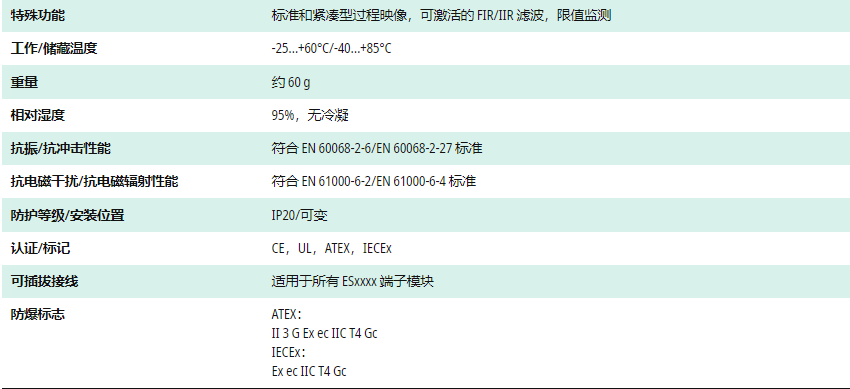 特殊功能 标准和紧凑型过程映像，可激活的 FIR/IIR 滤波，限值监测
工作/储藏温度 -25…+60°C/-40…+85°C
重量 约 60 g
相对湿度 95%，无冷凝
抗振/抗冲击性能 符合 EN 60068-2-6/EN 60068-2-27 标准
抗电磁干扰/抗电磁辐射性能 符合 EN 61000-6-2/EN 61000-6-4 标准
防护等级/安装位置 IP20/可变
认证/标记 CE，UL，ATEX，IECEx
可插拔接线 适用于所有 ESxxxx 端子模块
防爆标志 ATEX：
II 3 G Ex ec IIC T4 Gc
IECEx：
Ex ec IIC T4 Gc